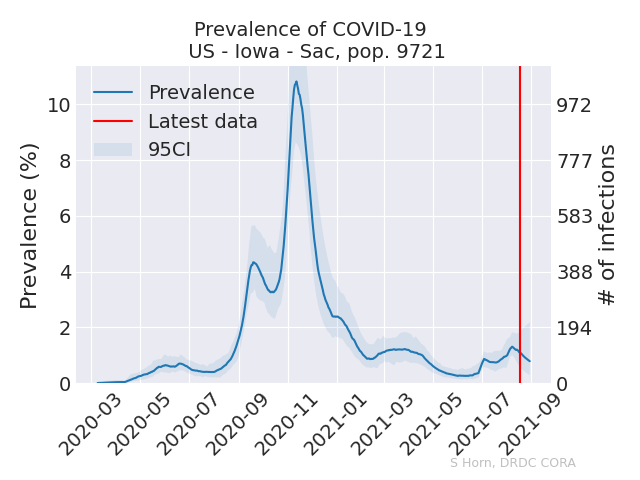 Prevalence of COVID-19
US - Iowa - Sac, pop. 9721
Prevalence
Latest data
95CI
Prevalence (%)
10
8
6
4
2
0
972
777
583
388
194
0
# of infections
2020-03
2020-05
2020-07
2020-09
2020-11
2021-01
2021-03
2021-05
2021-07
2021-09
S Horn, DRDC CORA